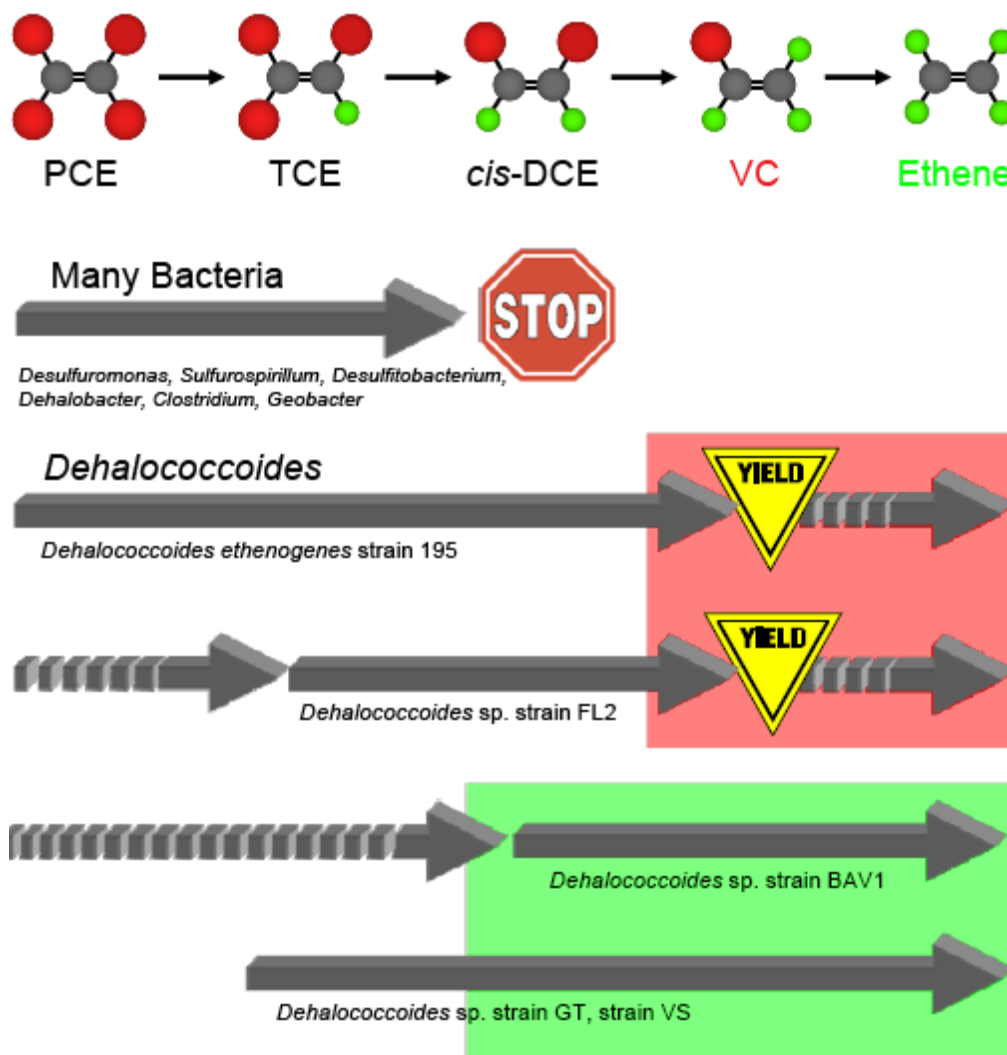 PCE TCE cis-DCE VC Ethene
Many Bacteria
STOP
Desulfuromonas, Sulfurospirillum, Desulfitobacterium,
Dehalobacter, Clostridium, Geobacter
Dehalococcoides
YIELD
Dehalococcoides ethenogenes strain 195
YIELD
Dehalococcoides sp. strain FL2
Dehalococcoides sp. strain BAV1
Dehalococcoides sp. strain GT, strain VS